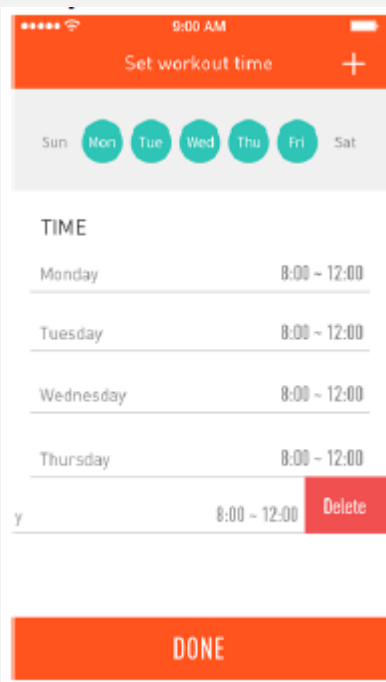 9:00 AM
Set workout time +
Sun Mon Tue Wed Thu Fri Sat
TIME
Monday 8:00 ~ 12:00
Tuesday 8:00 ~ 12:00
Wednesday 8:00 ~ 12:00
Thursday 8:00 ~ 12:00
y 8:00 ~ 12:00 Delete
DONE